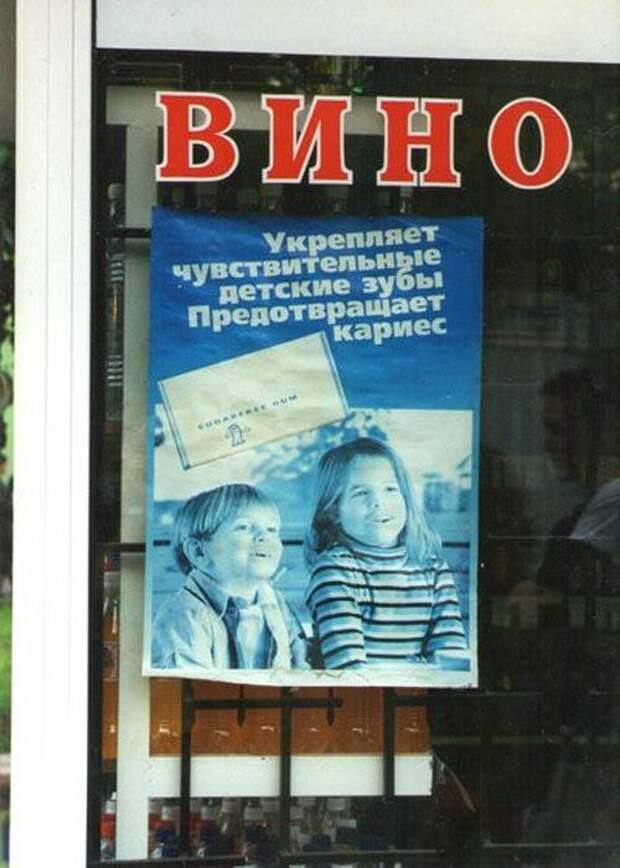 ВИНО
Укрепляет
чувствительные
детские зубы
Предотвращает
кариес
SUGARFREE GUM